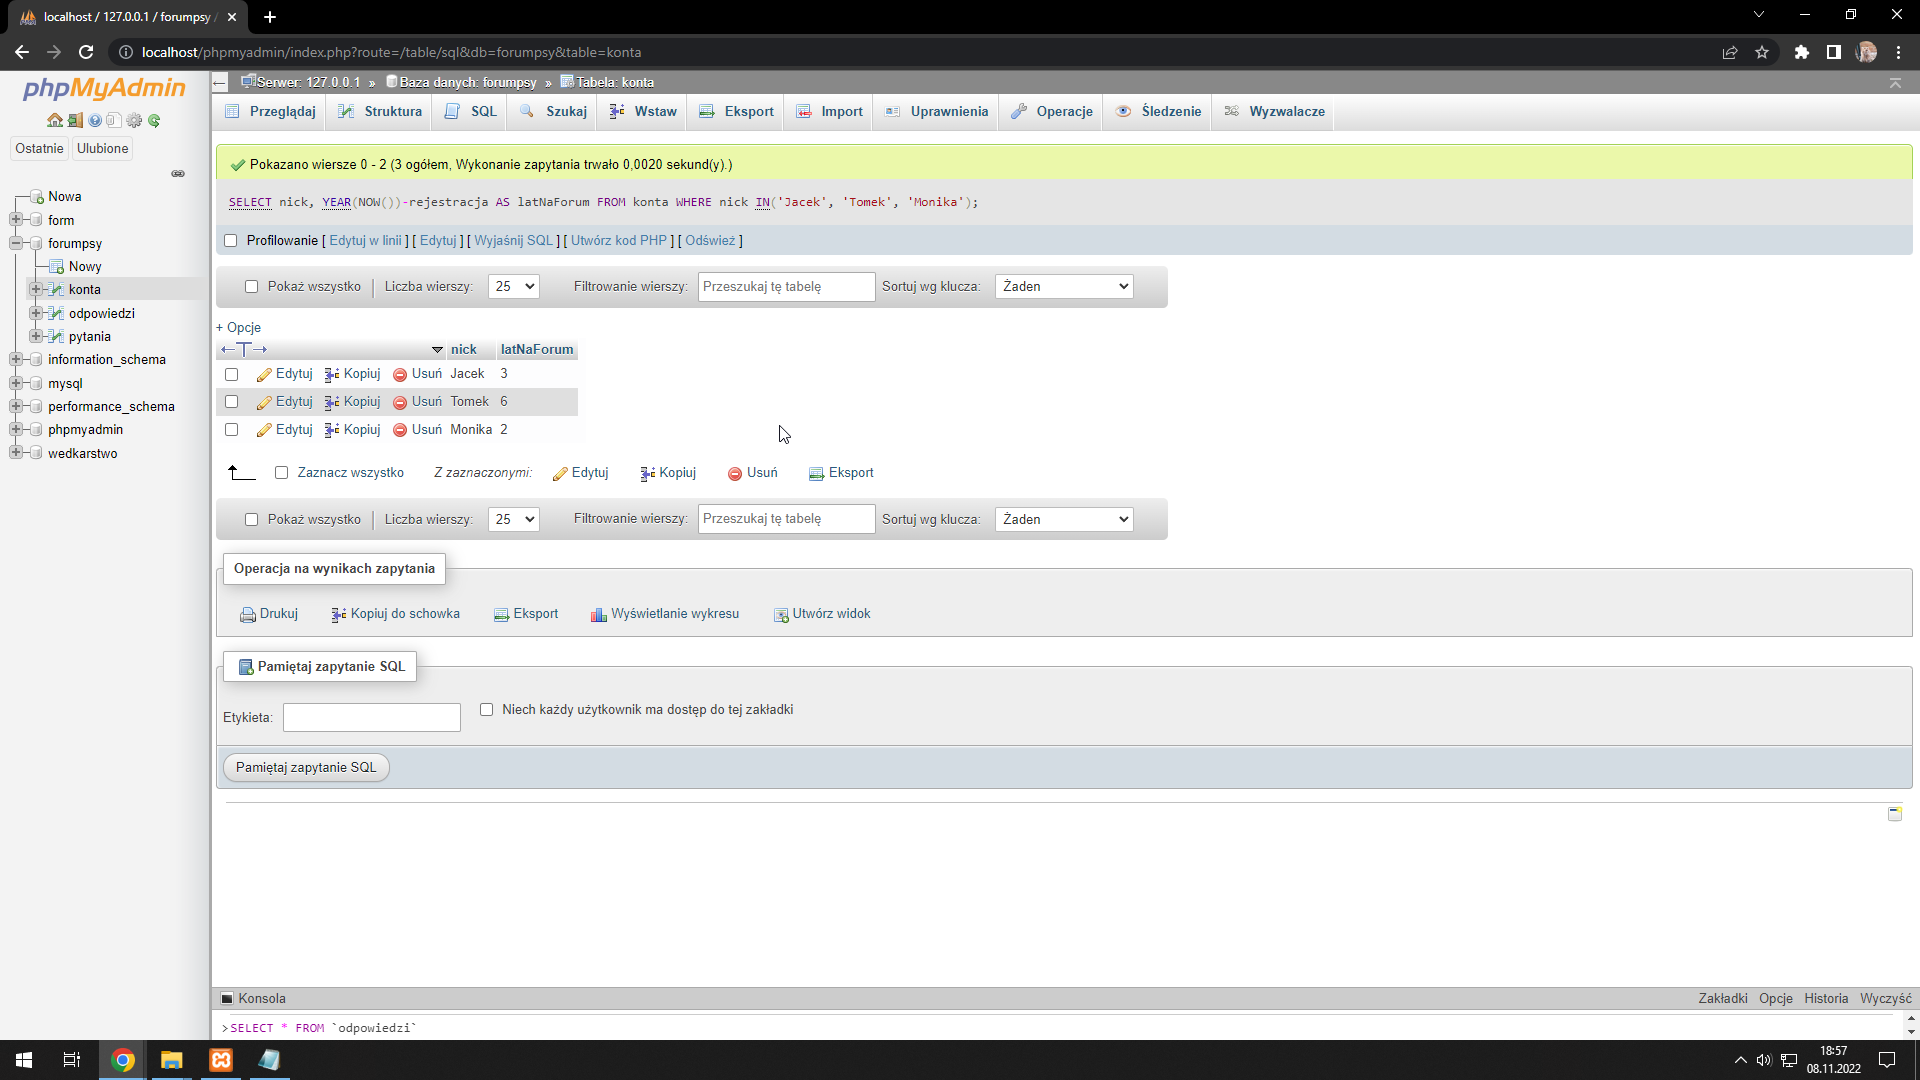 localhost / 127.0.0.1 / forumpsy /
localhost/phpmyadmin/index.php?route=/table/sql&db=forumpsy&table=konta
phpMyAdmin
Ostatnie
Ulubione
Nowa
form
forumpsy
Nowy
konta
odpowiedzi
pytania
information_schema
mysql
performance_schema
phpmyadmin
wedkarstwo
Serwer: 127.0.0.1 » Baza danych: forumpsy » Tabela: konta
Przeglądaj Struktura SQL Szukaj Wstaw Eksport Import Uprawnienia Operacje Śledzenie Wyzwalacze
Pokazano wiersze 0 - 2 (3 ogółem, Wykonanie zapytania trwało 0,0020 sekund(y).)
SELECT nick, YEAR(NOW())-rejestracja AS latNaForum FROM konta WHERE nick IN('Jacek', 'Tomek', 'Monika');
Profilowanie [ Edytuj w linii ] [ Edytuj ] [ Wyjaśnij SQL ] [ Utwórz kod PHP ] [ Odśwież ]
Pokaż wszystko Liczba wierszy: 25 Filtrowanie wierszy: Przeszukaj tę tabelę Sortuj wg klucza: Żaden
+ Opcje
←T→ nick latNaForum
Edytuj Kopiuj Usuń Jacek 3
Edytuj Kopiuj Usuń Tomek 6
Edytuj Kopiuj Usuń Monika 2
Zaznacz wszystko Z zaznaczonymi: Edytuj Kopiuj Usuń Eksport
Pokaż wszystko Liczba wierszy: 25 Filtrowanie wierszy: Przeszukaj tę tabelę Sortuj wg klucza: Żaden
Operacja na wynikach zapytania
Drukuj Kopiuj do schowka Eksport Wyświetlanie wykresu Utwórz widok
Pamiętaj zapytanie SQL
Etykieta: Niech każdy użytkownik ma dostęp do tej zakładki
Pamiętaj zapytanie SQL
Konsola Zakładki Opcje Historia Wyczyść
>SELECT * FROM `odpowiedzi`
18:57
08.11.2022